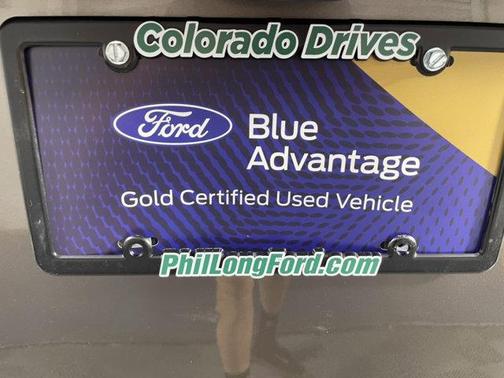 Colorado Drives
Ford
Blue
Advantage
Gold Certified Used Vehicle
PhilLongFord.com